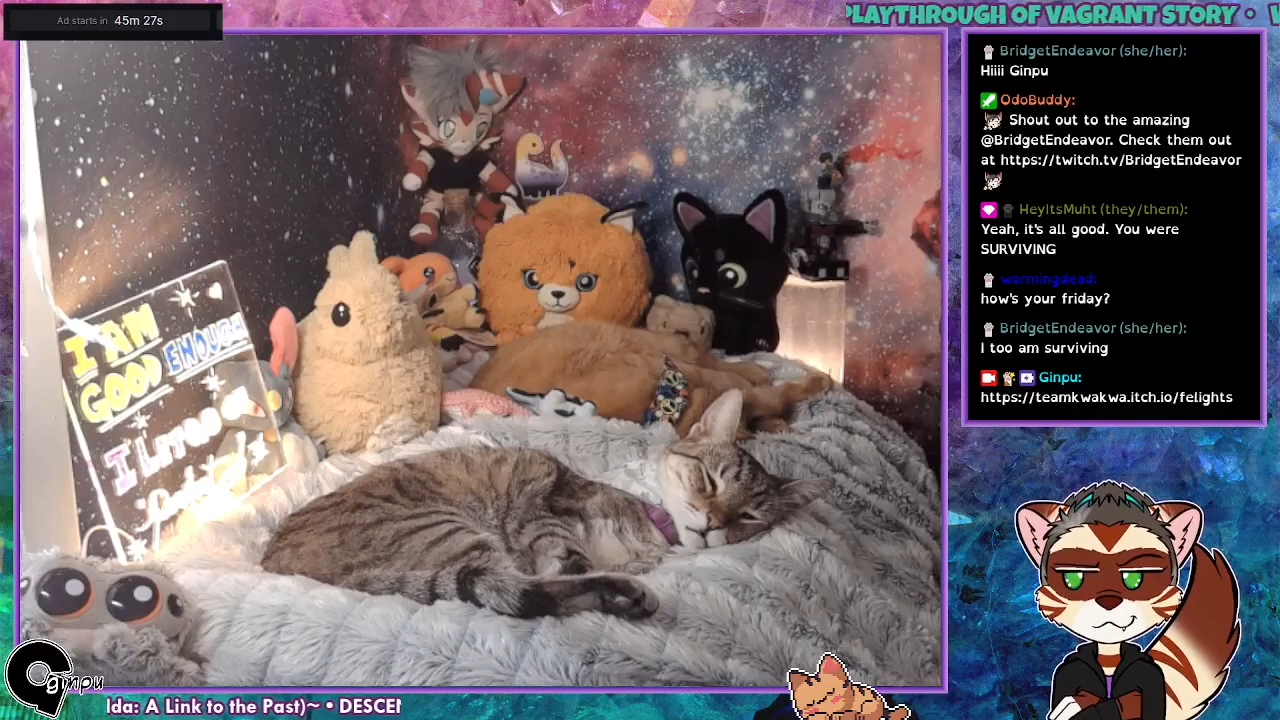 Ad starts in 45m 27s
PLAYTHROUGH OF VAGRANT STORY •
BridgetEndeavor (she/her):
Hiiii Ginpu
OdoBuddy:
Shout out to the amazing
@BridgetEndeavor. Check them out
at https://twitch.tv/BridgetEndeavor
HeyItsMuht (they/them):
Yeah, it's all good. You were
SURVIVING
wormingdead:
how's your friday?
BridgetEndeavor (she/her):
I too am surviving
Ginpu:
https://teamkwakwa.itch.io/felights
I AM
GOOD ENOUGH
ginpu
lda: A Link to the Past)~ • DESCE